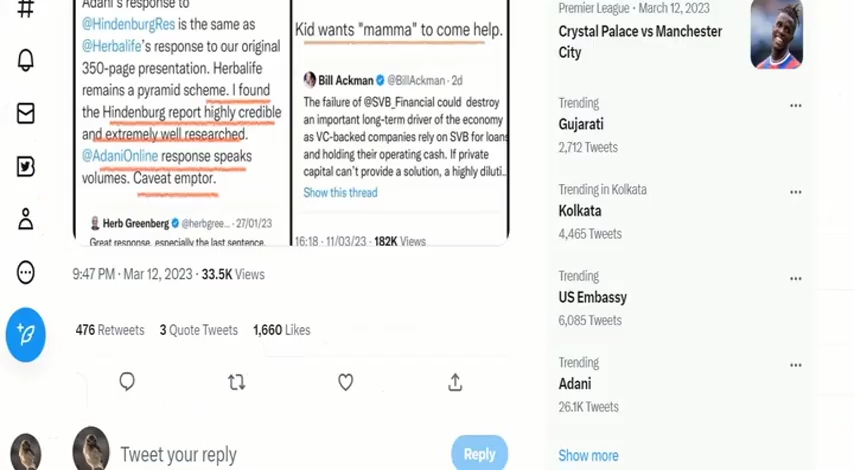 Adani's response to
@HindenburgRes is the same as
@Herbalife's response to our original
350-page presentation. Herbalife
remains a pyramid scheme. I found
the Hindenburg report highly credible
and extremely well researched.
@AdaniOnline response speaks
volumes. Caveat emptor.
Herb Greenberg @herbgree... · 27/01/23
Great response, especially the last sentence.
Kid wants "mamma" to come help.
Bill Ackman @BillAckman · 2d
The failure of @SVB_Financial could destroy
an important long-term driver of the economy
as VC-backed companies rely on SVB for loans
and holding their operating cash. If private
capital can't provide a solution, a highly diluti..
Show this thread
16:18 · 11/03/23 · 182K Views
9:47 PM · Mar 12, 2023 · 33.5K Views
476 Retweets 3 Quote Tweets 1,660 Likes
Tweet your reply
Reply
Premier League · March 12, 2023
Crystal Palace vs Manchester
City
Trending
Gujarati
2,712 Tweets
Trending in Kolkata
Kolkata
4,465 Tweets
Trending
US Embassy
6,085 Tweets
Trending
Adani
26.1K Tweets
Show more